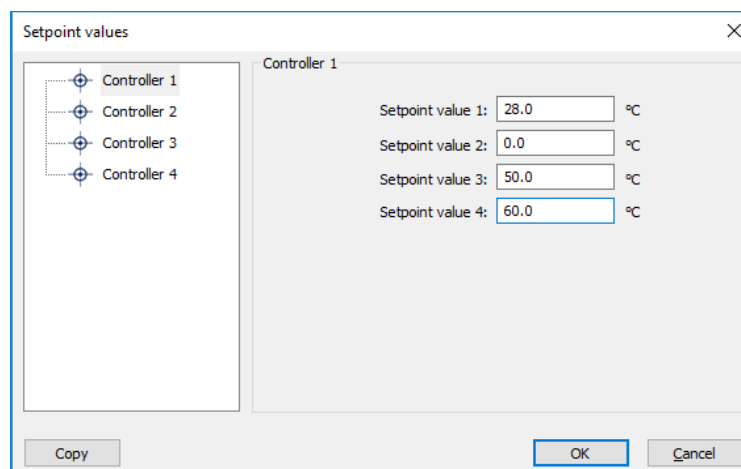 Setpoint values
Controller 1
Controller 2
Controller 3
Controller 4
Controller 1
Setpoint value 1: 28.0 °C
Setpoint value 2: 0.0 °C
Setpoint value 3: 50.0 °C
Setpoint value 4: 60.0 °C
Copy OK Cancel